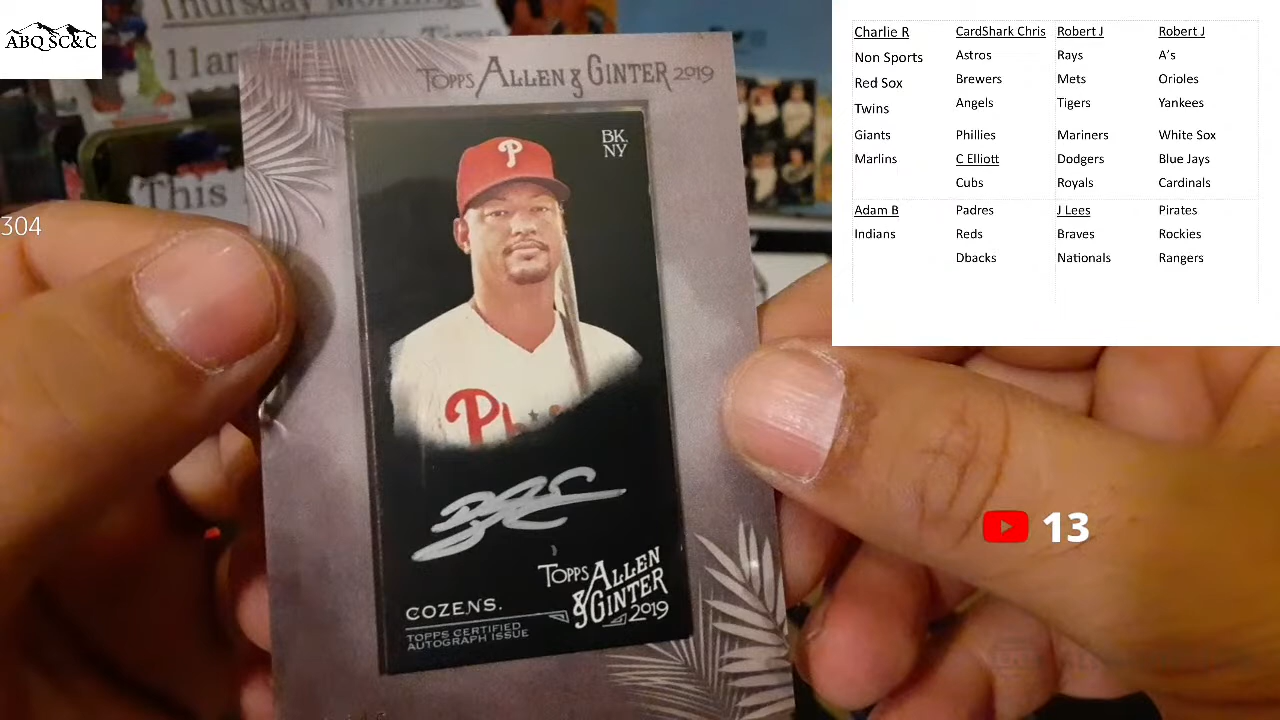 ABQ SC&C
Thursday Morning
11am
This
304
TOPPS ALLEN & GINTER 2019
BK.
NY
P
Ph
COZENS.
TOPPS CERTIFIED
AUTOGRAPH ISSUE
TOPPS ALLEN
& GINTER
2019
13
Charlie R
Non Sports
Red Sox
Twins
Giants
Marlins
Adam B
Indians
CardShark Chris
Astros
Brewers
Angels
Phillies
C Elliott
Cubs
Padres
Reds
Dbacks
Robert J
Rays
Mets
Tigers
Mariners
Dodgers
Royals
J Lees
Braves
Nationals
Robert J
A's
Orioles
Yankees
White Sox
Blue Jays
Cardinals
Pirates
Rockies
Rangers